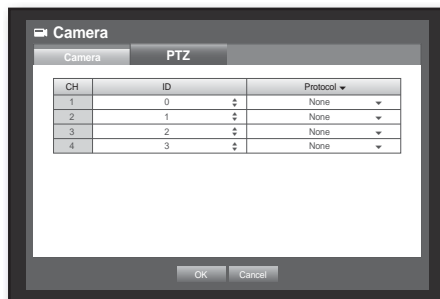 Camera
Camera PTZ
CH ID Protocol
1 0 None
2 1 None
3 2 None
4 3 None
OK Cancel